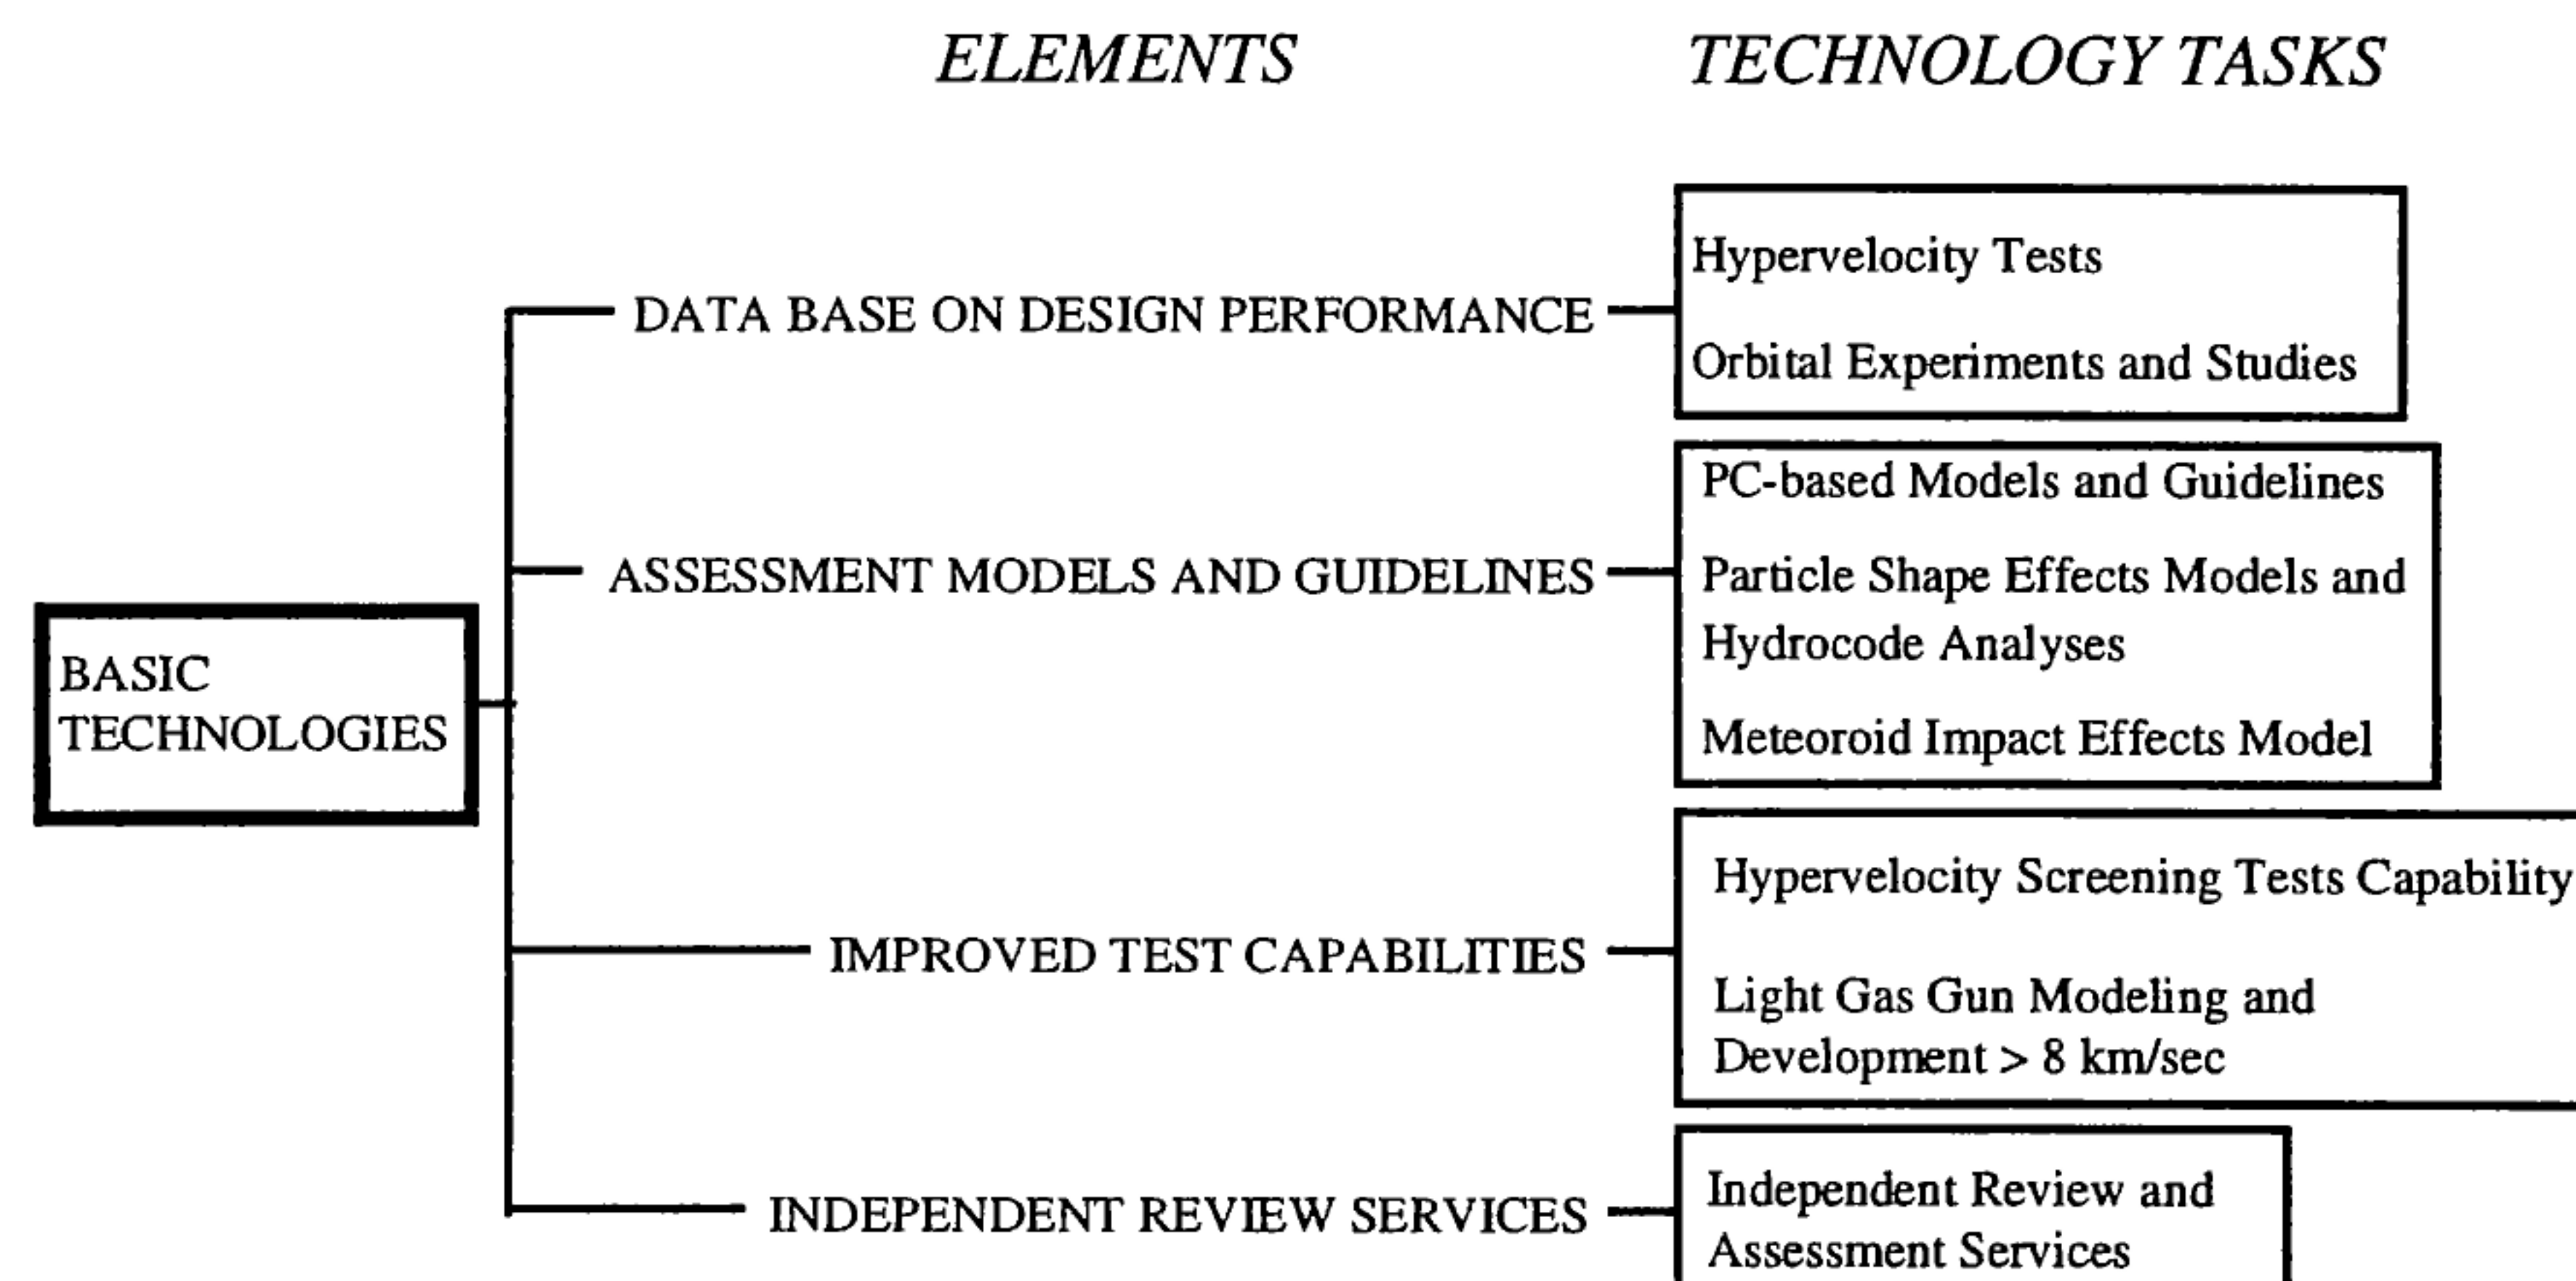 ELEMENTS
TECHNOLOGY TASKS
Hypervelocity Tests
DATA BASE ON DESIGN PERFORMANCE
Orbital Experiments and Studies
PC-based Models and Guidelines
ASSESSMENT MODELS AND GUIDELINES
Particle Shape Effects Models and
Hydrocode Analyses
Meteoroid Impact Effects Model
BASIC
TECHNOLOGIES
Hypervelocity Screening Tests Capability
IMPROVED TEST CAPABILITIES
Light Gas Gun Modeling and
Development > 8 km/sec
INDEPENDENT REVIEW SERVICES
Independent Review and
Assessment Services